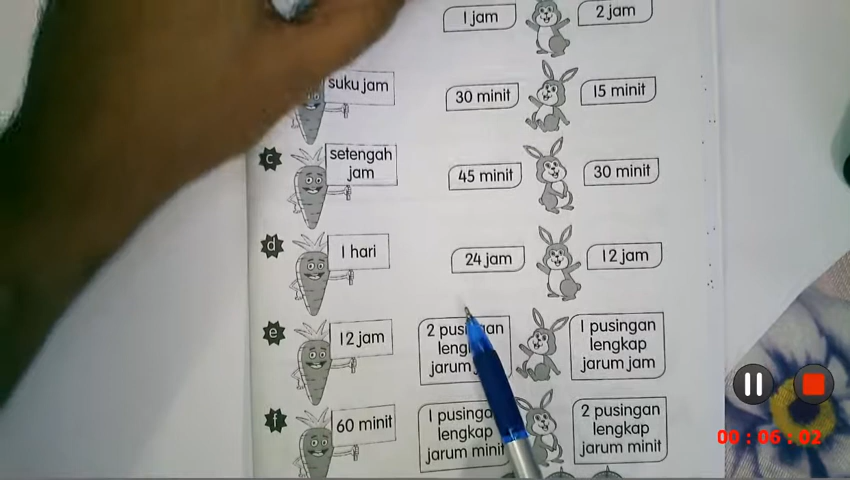 1 jam
2 jam
suku jam
30 minit
15 minit
c
setengah
jam
45 minit
30 minit
d
1 hari
24 jam
12 jam
e
12 jam
2 pusingan
jarum
1 pusingan
lengkap
jarum jam
f
60 minit
1 pusingan
lengkap
jarum minit
2 pusingan
lengkap
jarum minit
00:06:02